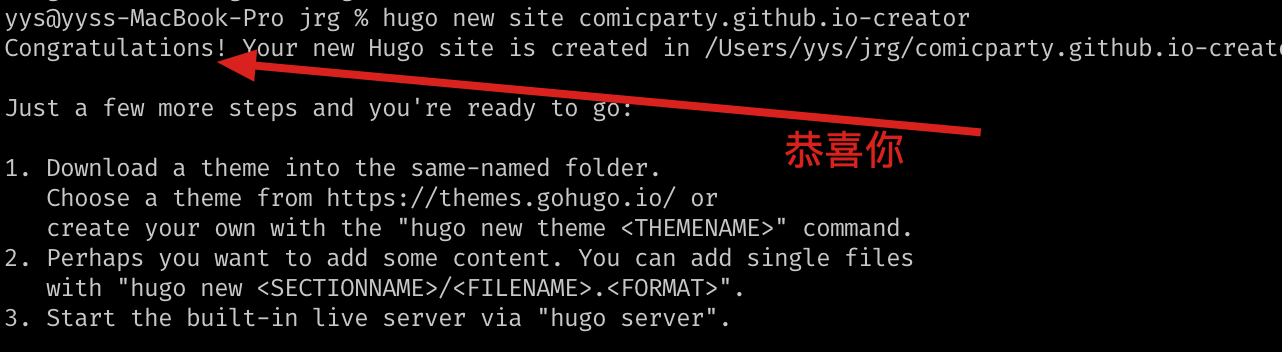 yys@yyss-MacBook-Pro jrg % hugo new site comicparty.github.io-creator
Congratulations! Your new Hugo site is created in /Users/yys/jrg/comicparty.github.io-create
Just a few more steps and you're ready to go:
恭喜你
1. Download a theme into the same-named folder.
Choose a theme from https://themes.gohugo.io/ or
create your own with the "hugo new theme <THEMENAME>" command.
2. Perhaps you want to add some content. You can add single files
with "hugo new <SECTIONNAME>/<FILENAME>.<FORMAT>".
3. Start the built-in live server via "hugo server".